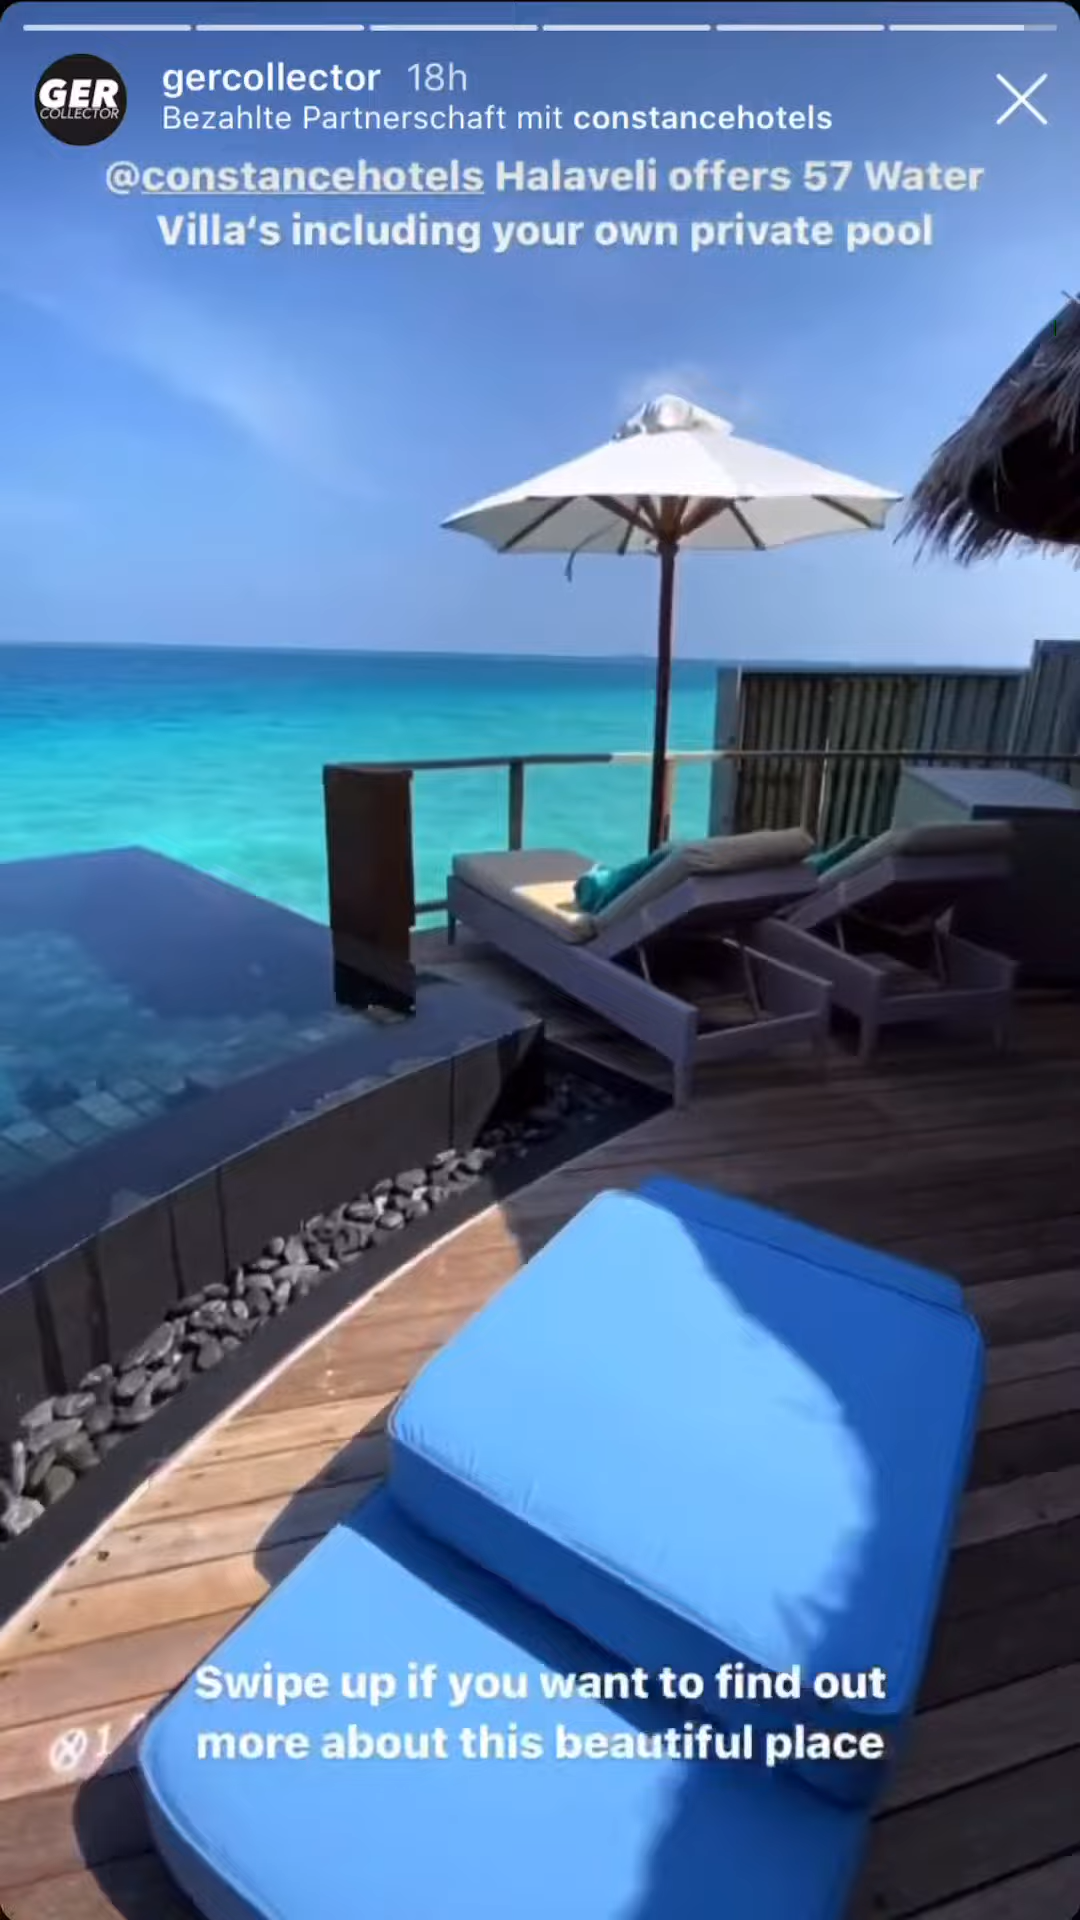 GER
COLLECTOR
gercollector 18h
Bezahlte Partnerschaft mit constancehotels
@constancehotels Halaveli offers 57 Water
Villa‘s including your own private pool
Swipe up if you want to find out
more about this beautiful place